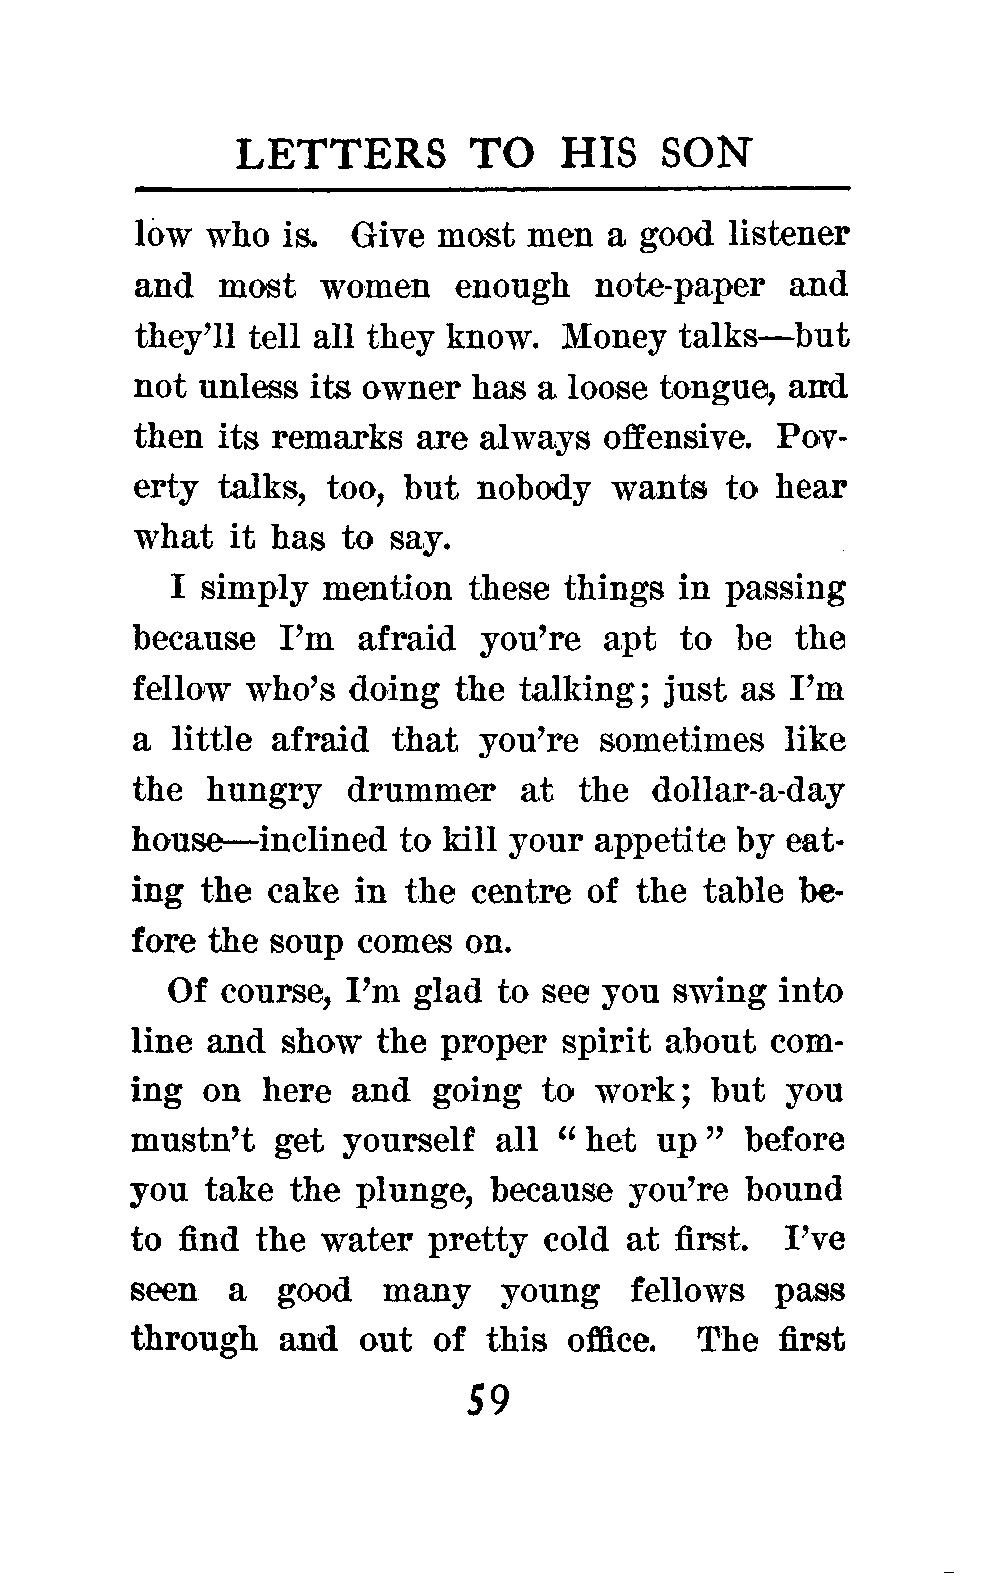 LETTERS TO HIS SON
low who is. Give most men a good listener
and most women enough note-paper and
they'll tell all they know. Money talks—but
not unless its owner has a loose tongue, and
then its remarks are always offensive. Pov-
erty talks, too, but nobody wants to hear
what it has to say.
I simply mention these things in passing
because I'm afraid you're apt to be the
fellow who's doing the talking; just as I'm
a little afraid that you're sometimes like
the hungry drummer at the dollar-a-day
house—inclined to kill your appetite by eat-
ing the cake in the centre of the table be-
fore the soup comes on.
Of course, I'm glad to see you swing into
line and show the proper spirit about com-
ing on here and going to work; but you
mustn't get yourself all “het up” before
you take the plunge, because you're bound
to find the water pretty cold at first. I've
seen a good many young fellows pass
through and out of this office. The first
59